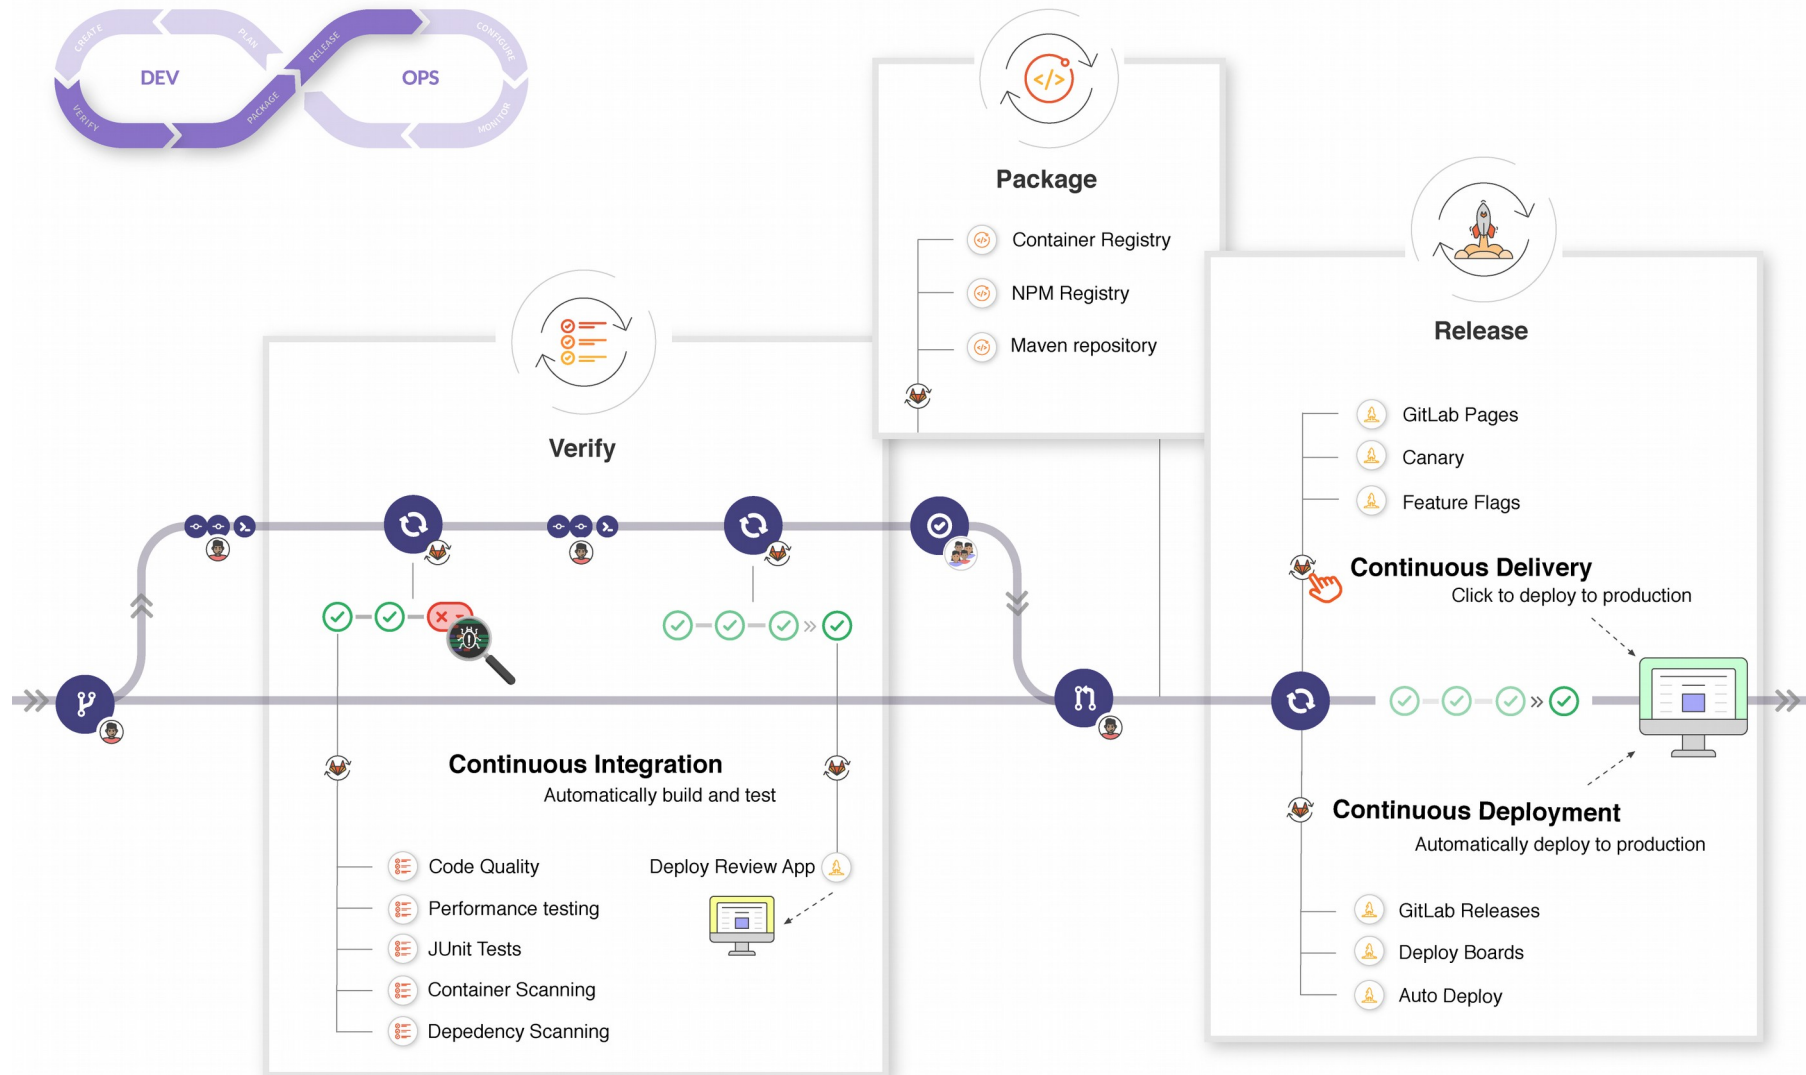 CREATE
PLAN
RELEASE
CONFIGURE
DEV
OPS
VERIFY
PACKAGE
MONITOR
Package
Container Registry
NPM Registry
Maven repository
Verify
Continuous Integration
Automatically build and test
Code Quality
Performance testing
JUnit Tests
Container Scanning
Depedency Scanning
Deploy Review App
Release
GitLab Pages
Canary
Feature Flags
Continuous Delivery
Click to deploy to production
Continuous Deployment
Automatically deploy to production
GitLab Releases
Deploy Boards
Auto Deploy